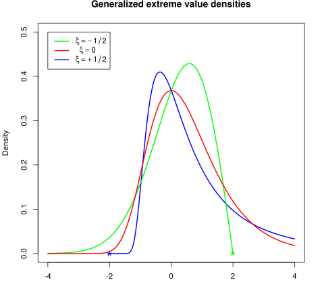 Generalized extreme value densities
ξ = −1/2
ξ = 0
ξ = +1/2
Density
0.5
0.4
0.3
0.2
0.1
0.0
-4
-2
0
2
4